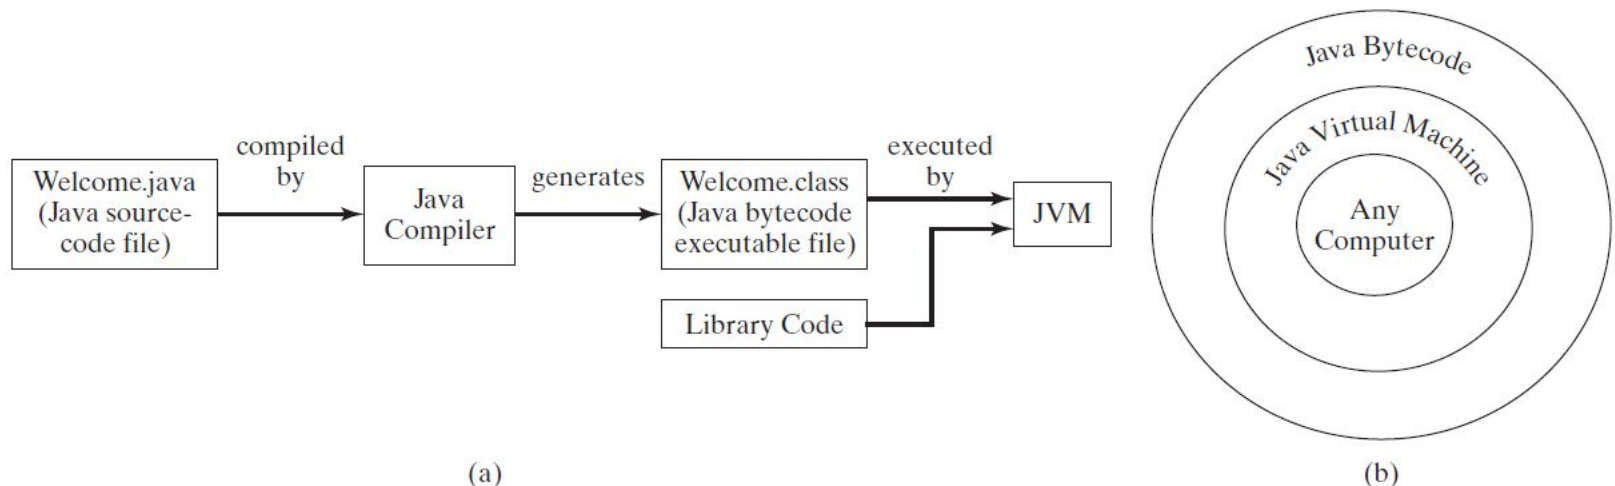 Welcome.java
(Java source-
code file)
compiled
by
Java
Compiler
generates
Welcome.class
(Java bytecode
executable file)
executed
by
JVM
Library Code
(a)
Java Bytecode
Java Virtual Machine
Any
Computer
(b)